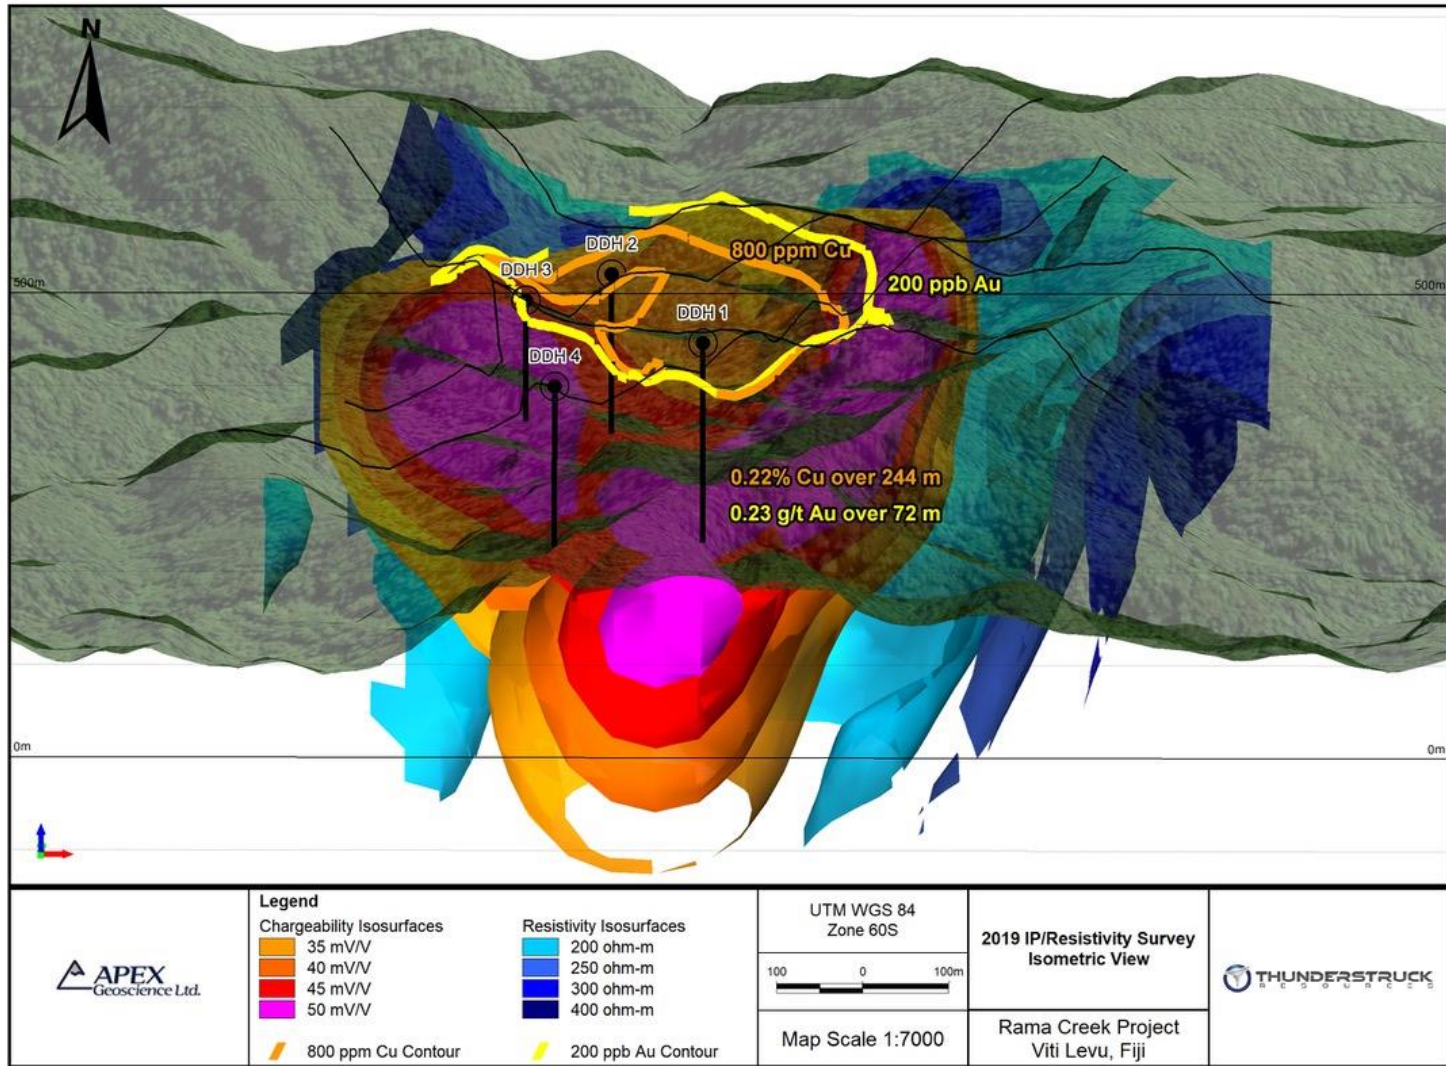 N
DDH 2
800 ppm Cu
DDH 3
500m
200 ppb Au
500m
DDH 1
DDH 4
0.22% Cu over 244 m
0.23 g/t Au over 72 m
0m
0m
APEX
Geoscience Ltd.
Legend
Chargeability Isosurfaces
35 mV/V
40 mV/V
45 mV/V
50 mV/V
800 ppm Cu Contour
Resistivity Isosurfaces
200 ohm-m
250 ohm-m
300 ohm-m
400 ohm-m
200 ppb Au Contour
UTM WGS 84
Zone 60S
100 0 100m
Map Scale 1:7000
2019 IP/Resistivity Survey
Isometric View
Rama Creek Project
Viti Levu, Fiji
THUNDERSTRUCK
RESOURCES